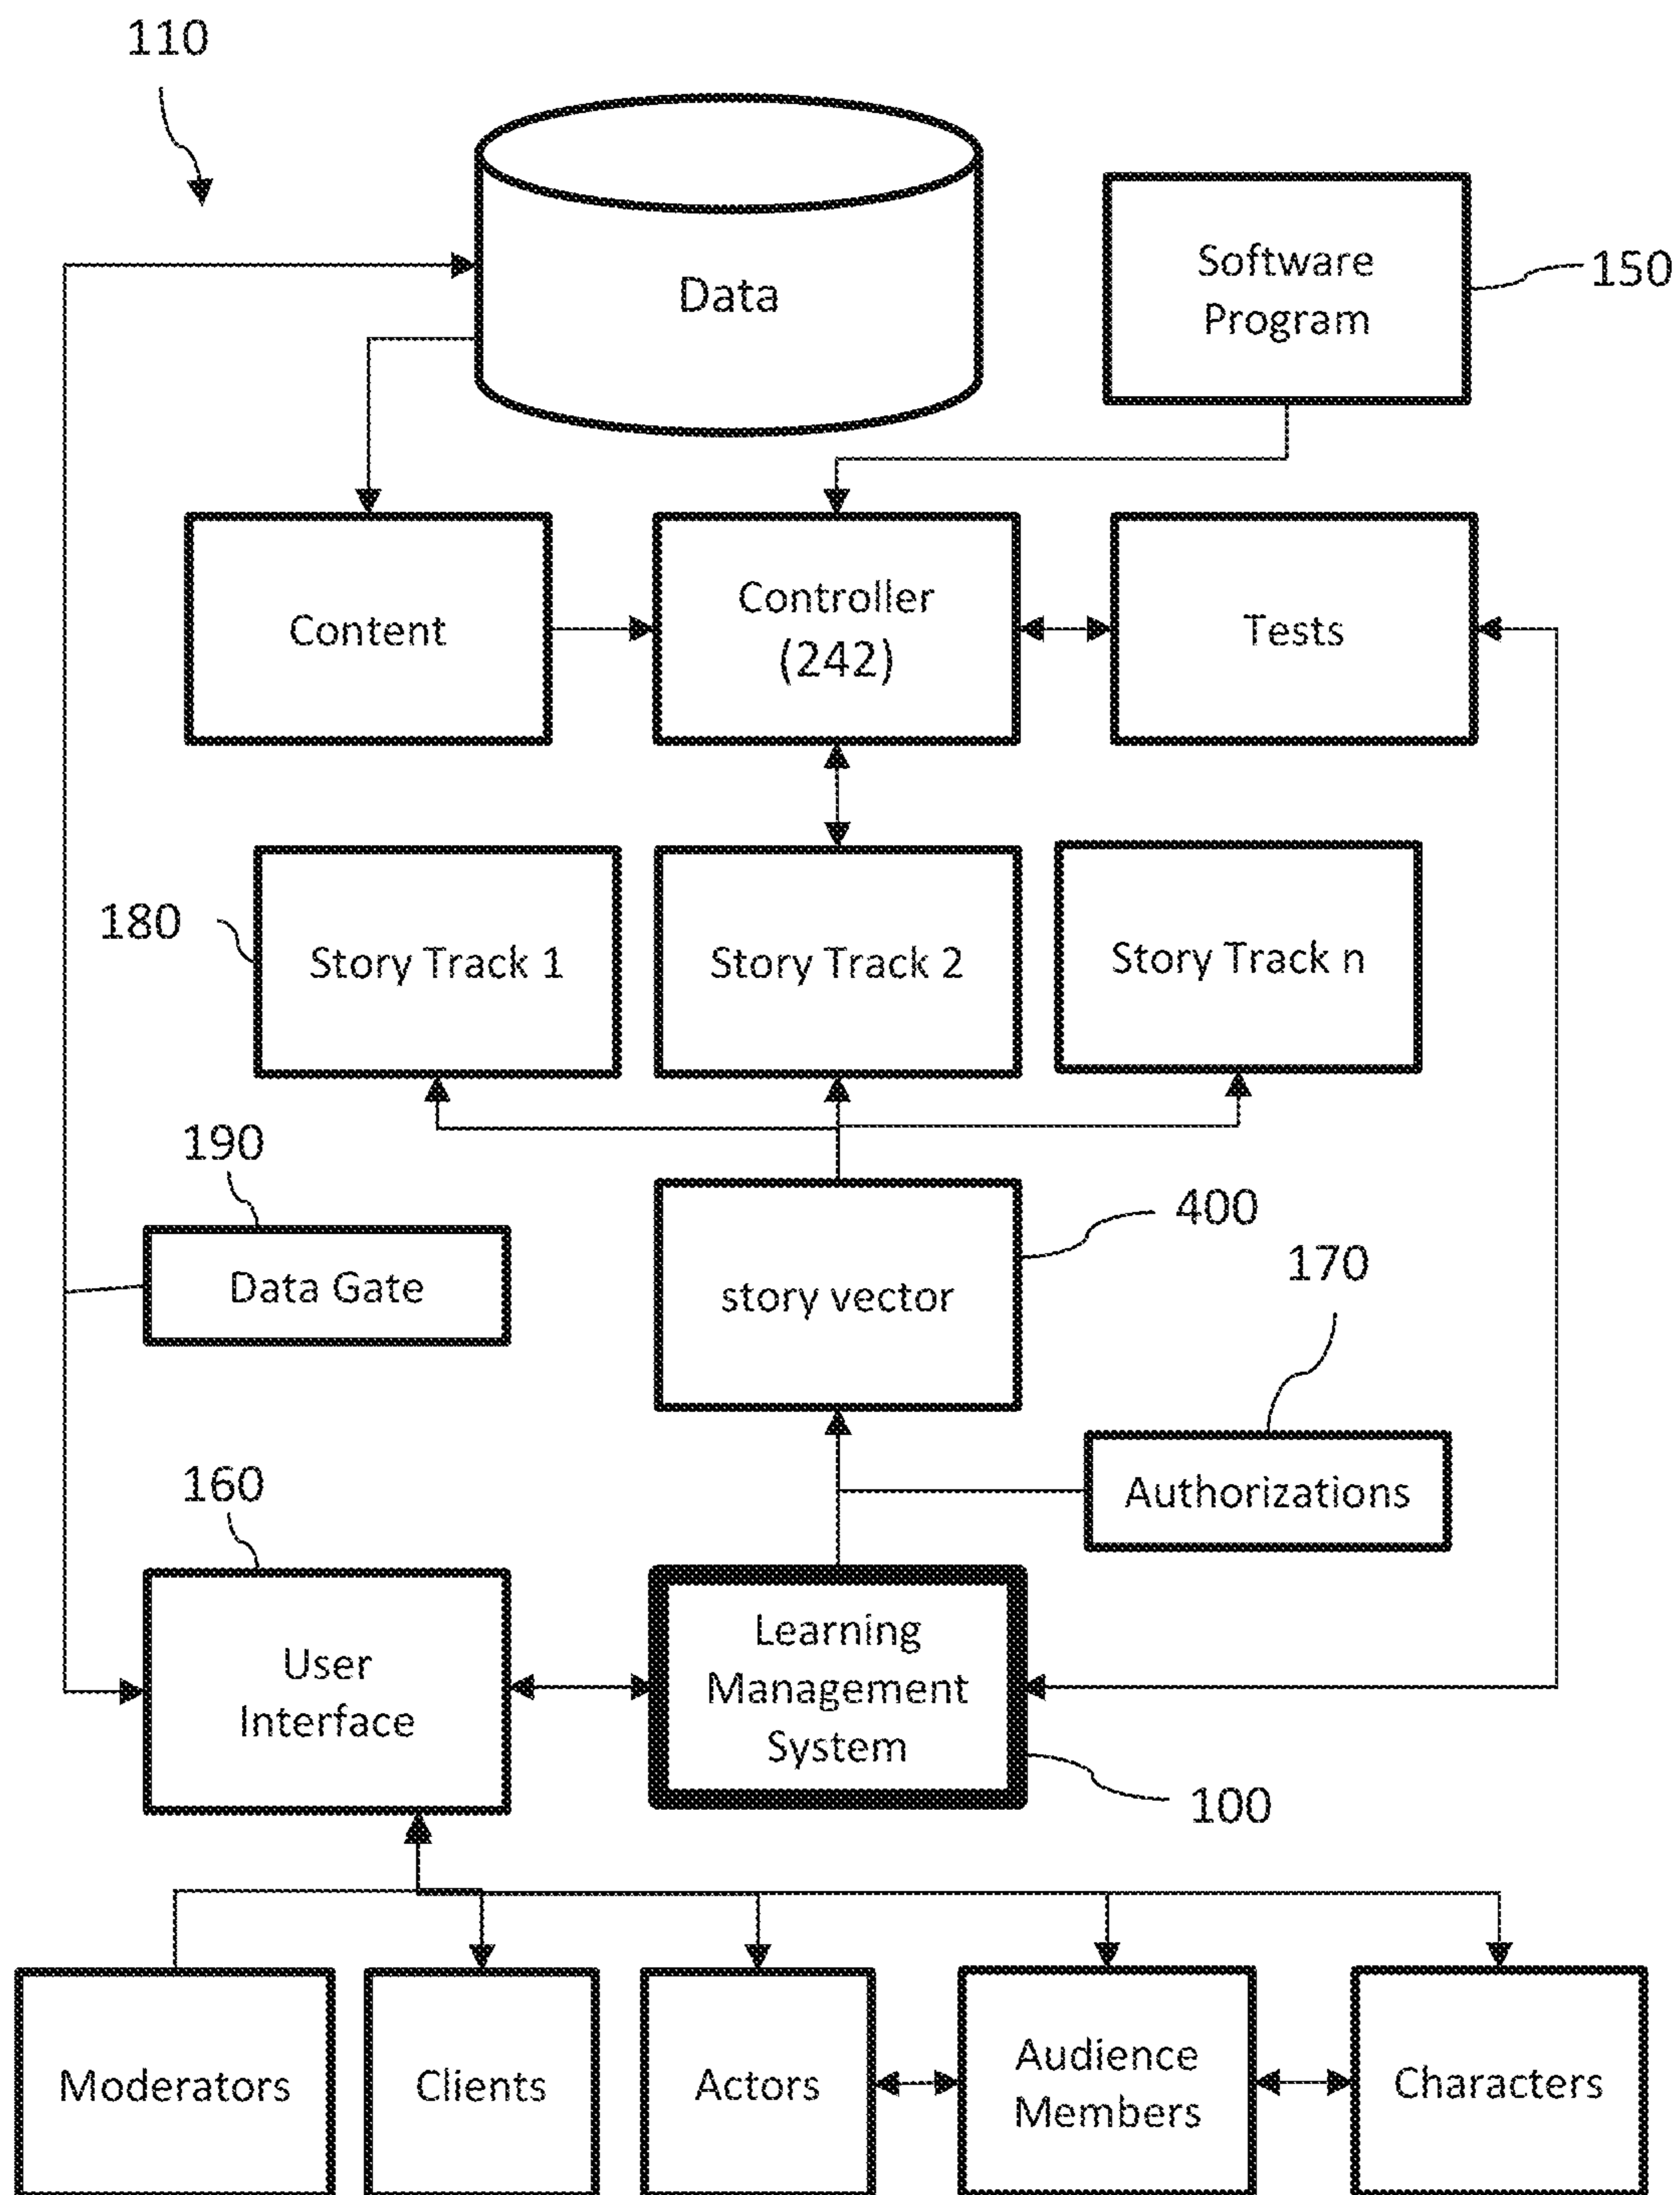 110
Data
Software
Program
150
Content
Controller
(242)
Tests
180
Story Track 1
Story Track 2
Story Track n
190
Data Gate
story vector
400
170
Authorizations
160
User
Interface
Learning
Management
System
100
Moderators
Clients
Actors
Audience
Members
Characters